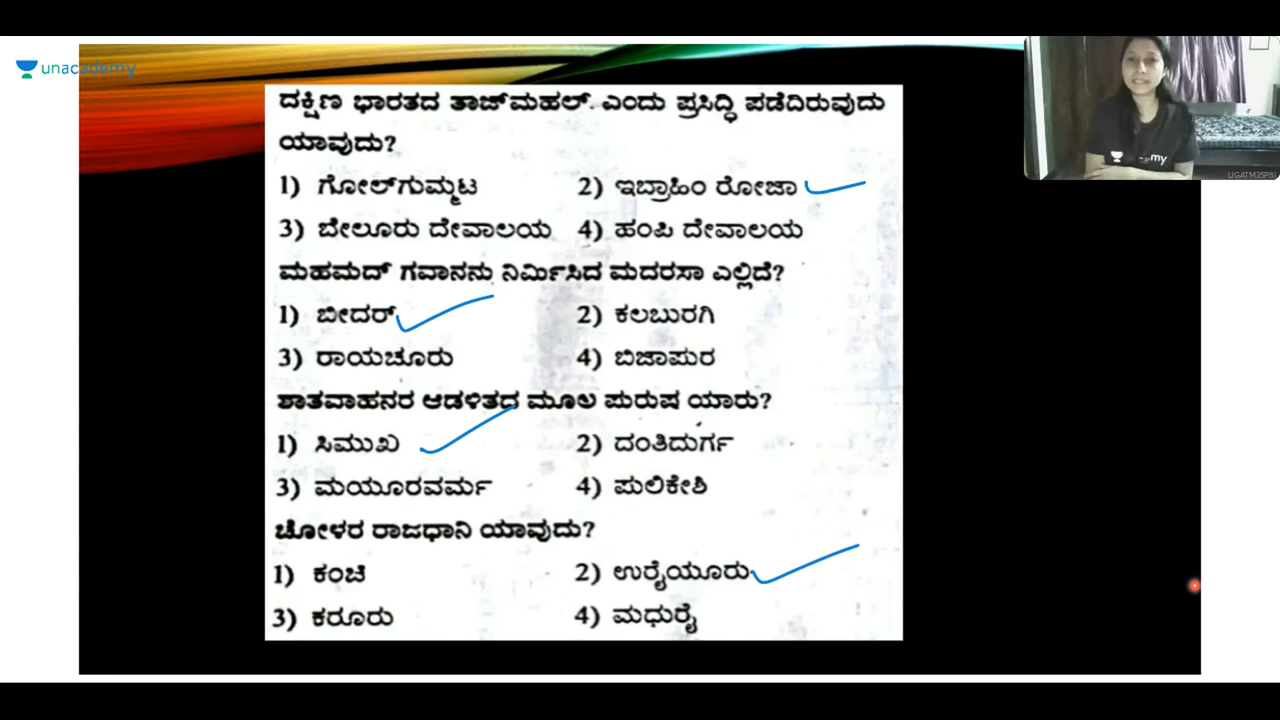 unacademy
ದಕ್ಷಿಣ ಭಾರತದ ತಾಜ್‌ಮಹಲ್. ಎಂದು ಪ್ರಸಿದ್ಧಿ ಪಡೆದಿರುವುದು
ಯಾವುದು?
1) ಗೋಲ್‌ಗುಮ್ಮಟ 2) ಇಬ್ರಾಹಿಂ ರೋಜಾ
3) ಬೇಲೂರು ದೇವಾಲಯ 4) ಹಂಪಿ ದೇವಾಲಯ
ಮಹಮದ್ ಗವಾನನು ನಿರ್ಮಿಸಿದ ಮದರಸಾ ಎಲ್ಲಿದೆ?
1) ಬೀದರ್ 2) ಕಲಬುರಗಿ
3) ರಾಯಚೂರು 4) ಬಿಜಾಪುರ
ಶಾತವಾಹನರ ಆಡಳಿತದ ಮೂಲ ಪುರುಷ ಯಾರು?
1) ಸಿಮುಖ 2) ದಂತಿದುರ್ಗ
3) ಮಯೂರವರ್ಮ 4) ಪುಲಿಕೇಶಿ
ಚೋಳರ ರಾಜಧಾನಿ ಯಾವುದು?
1) ಕಂಚಿ 2) ಉರೈಯೂರು
3) ಕರೂರು 4) ಮಧುರೈ
UGATM35P8J